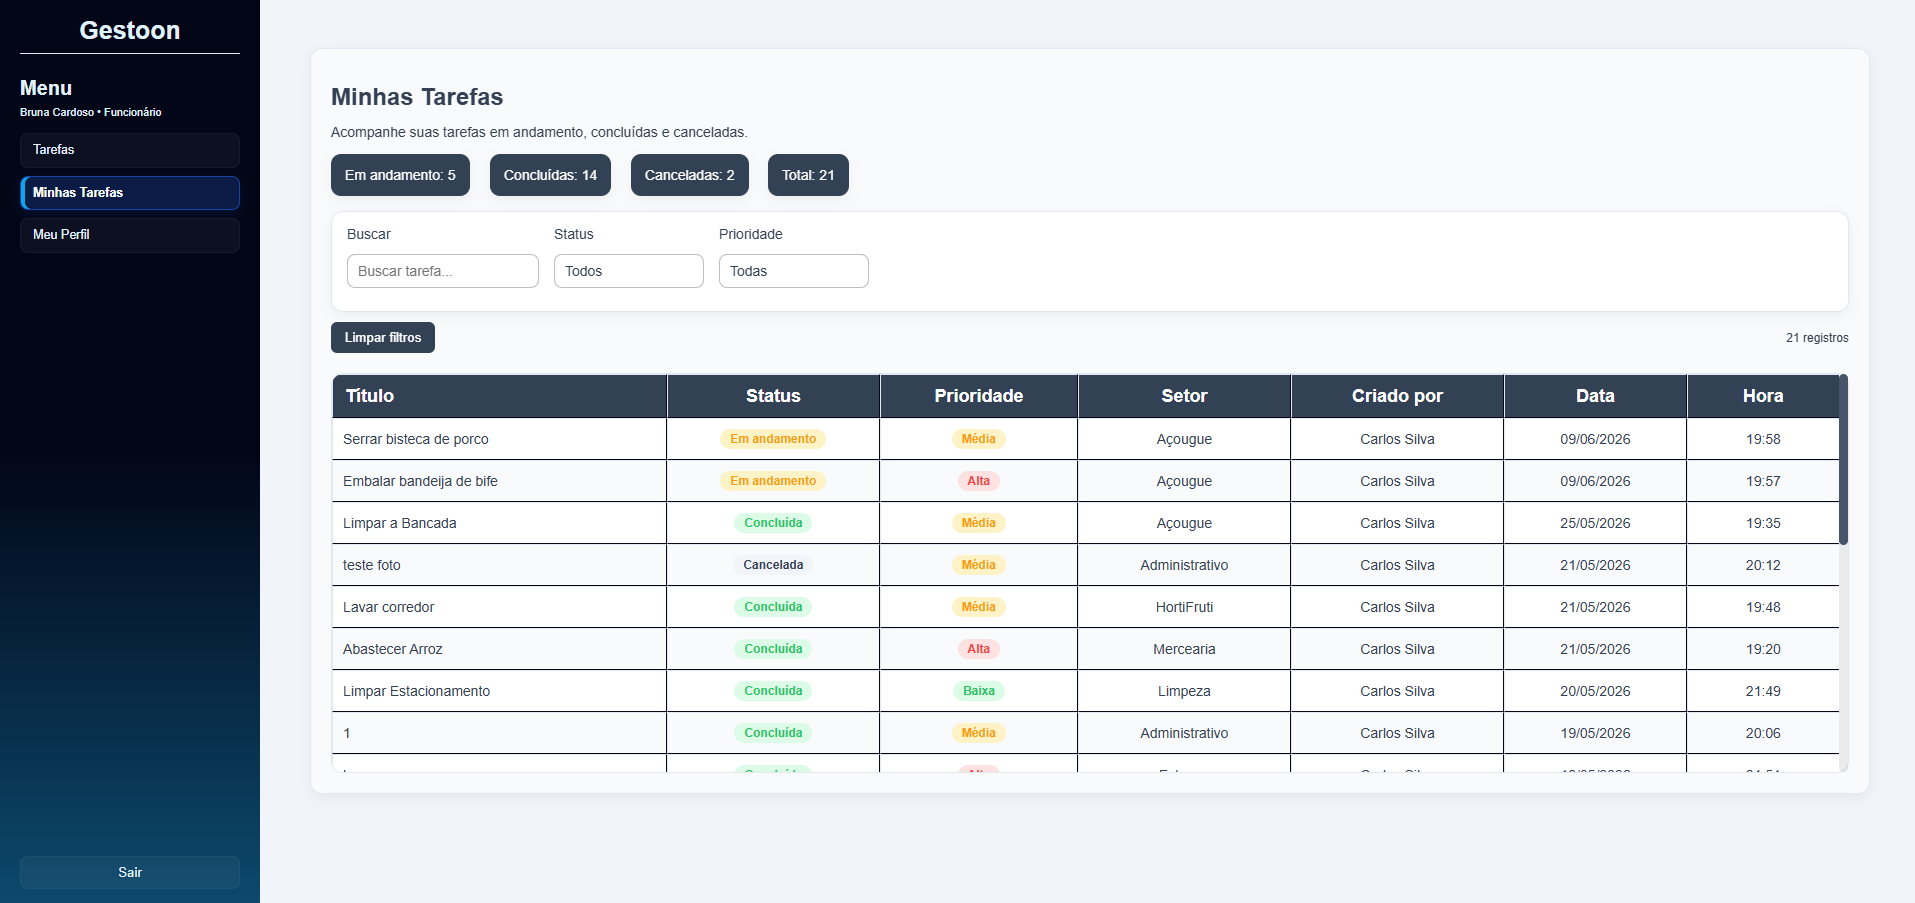 Gestoon
Menu
Bruna Cardoso • Funcionário
Tarefas
Minhas Tarefas
Meu Perfil
Sair
Minhas Tarefas
Acompanhe suas tarefas em andamento, concluídas e canceladas.
Em andamento: 5 Concluídas: 14 Canceladas: 2 Total: 21
Buscar Status Prioridade
Buscar tarefa... Todos Todas
Limpar filtros 21 registros
Título Status Prioridade Setor Criado por Data Hora
Serrar bisteca de porco Em andamento Média Açougue Carlos Silva 09/06/2026 19:58
Embalar bandeija de bife Em andamento Alta Açougue Carlos Silva 09/06/2026 19:57
Limpar a Bancada Concluída Média Açougue Carlos Silva 25/05/2026 19:35
teste foto Cancelada Média Administrativo Carlos Silva 21/05/2026 20:12
Lavar corredor Concluída Média HortiFruti Carlos Silva 21/05/2026 19:48
Abastecer Arroz Concluída Alta Mercearia Carlos Silva 21/05/2026 19:20
Limpar Estacionamento Concluída Baixa Limpeza Carlos Silva 20/05/2026 21:49
1 Concluída Média Administrativo Carlos Silva 19/05/2026 20:06